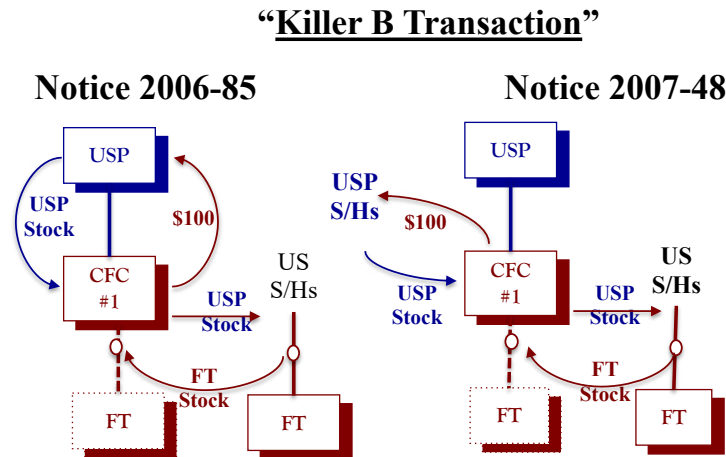 “Killer B Transaction”
Notice 2006-85
Notice 2007-48
USP
USP
Stock
$100
CFC
#1
USP
Stock
US
S/Hs
FT
Stock
FT
FT
USP
USP
S/Hs
$100
USP
Stock
CFC
#1
USP
Stock
US
S/Hs
FT
Stock
FT
FT